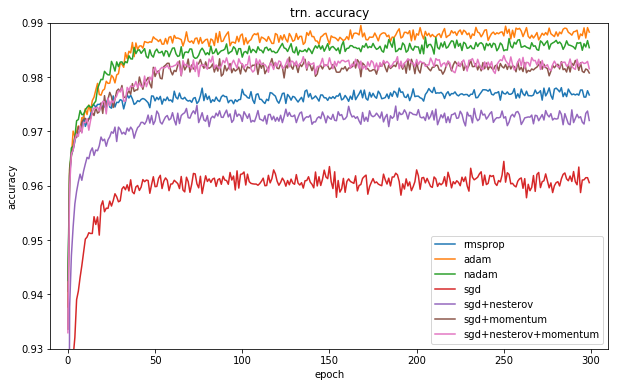 trn. accuracy
0.99
0.98
0.97
0.96
0.95
0.94
0.93
accuracy
0
50
100
150
200
250
300
epoch
rmsprop
adam
nadam
sgd
sgd+nesterov
sgd+momentum
sgd+nesterov+momentum